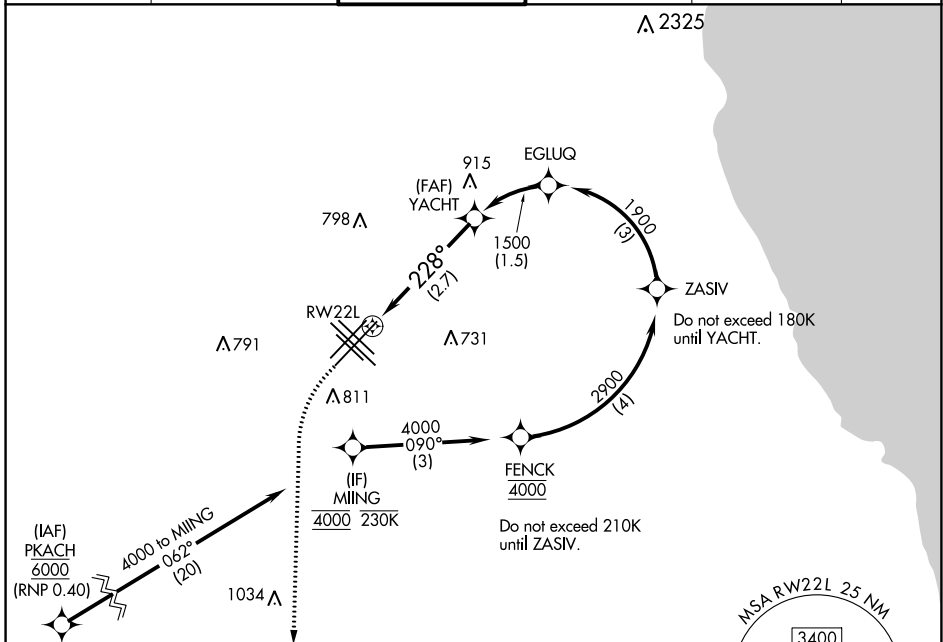 2325
EGLUQ
915
(FAF)
YACHT
798
1900
(3)
1500
(1.5)
228°
(2.7)
ZASIV
RW22L
Do not exceed 180K
until YACHT.
791
731
811
2900
(4)
4000
090°
(3)
FENCK
4000
(IF)
MIING
4000 230K
Do not exceed 210K
until ZASIV.
(IAF)
PKACH
6000
(RNP 0.40)
4000 to MIING
062°
(20)
1034
MSA RW22L 25 NM
3400